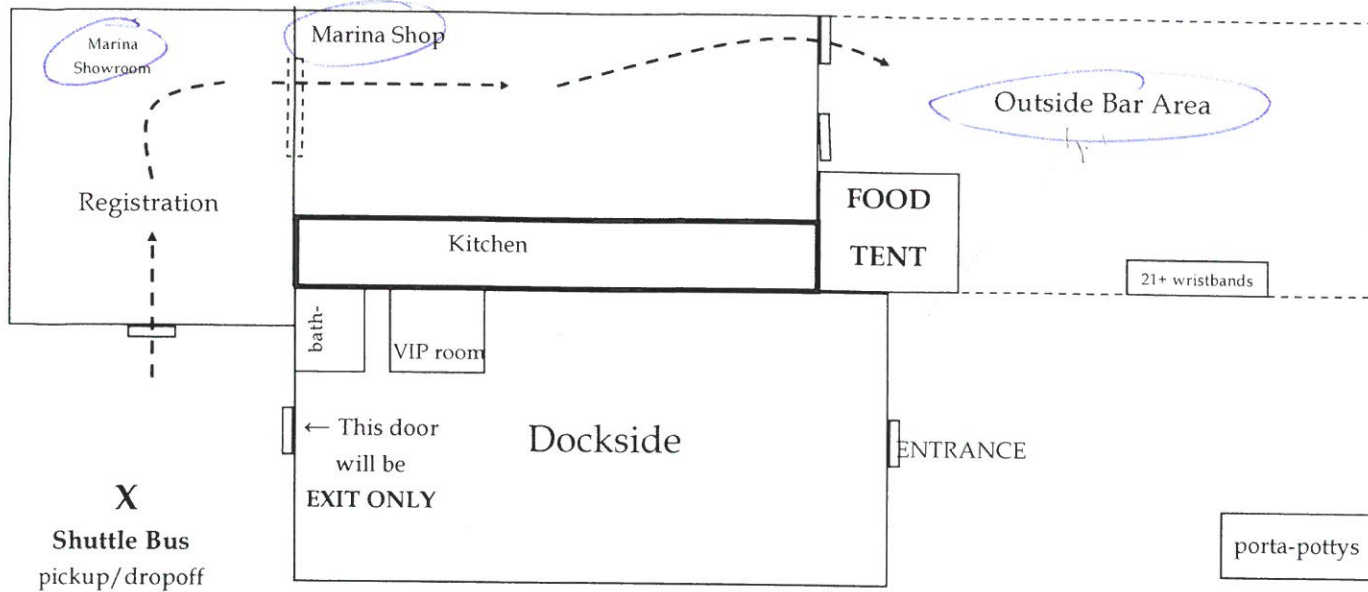 Marina
Showroom
Marina Shop
Outside Bar Area
Registration
FOOD
TENT
Kitchen
21+ wristbands
bath-
VIP room
← This door
will be
EXIT ONLY
Dockside
ENTRANCE
X
Shuttle Bus
pickup/dropoff
porta-pottys